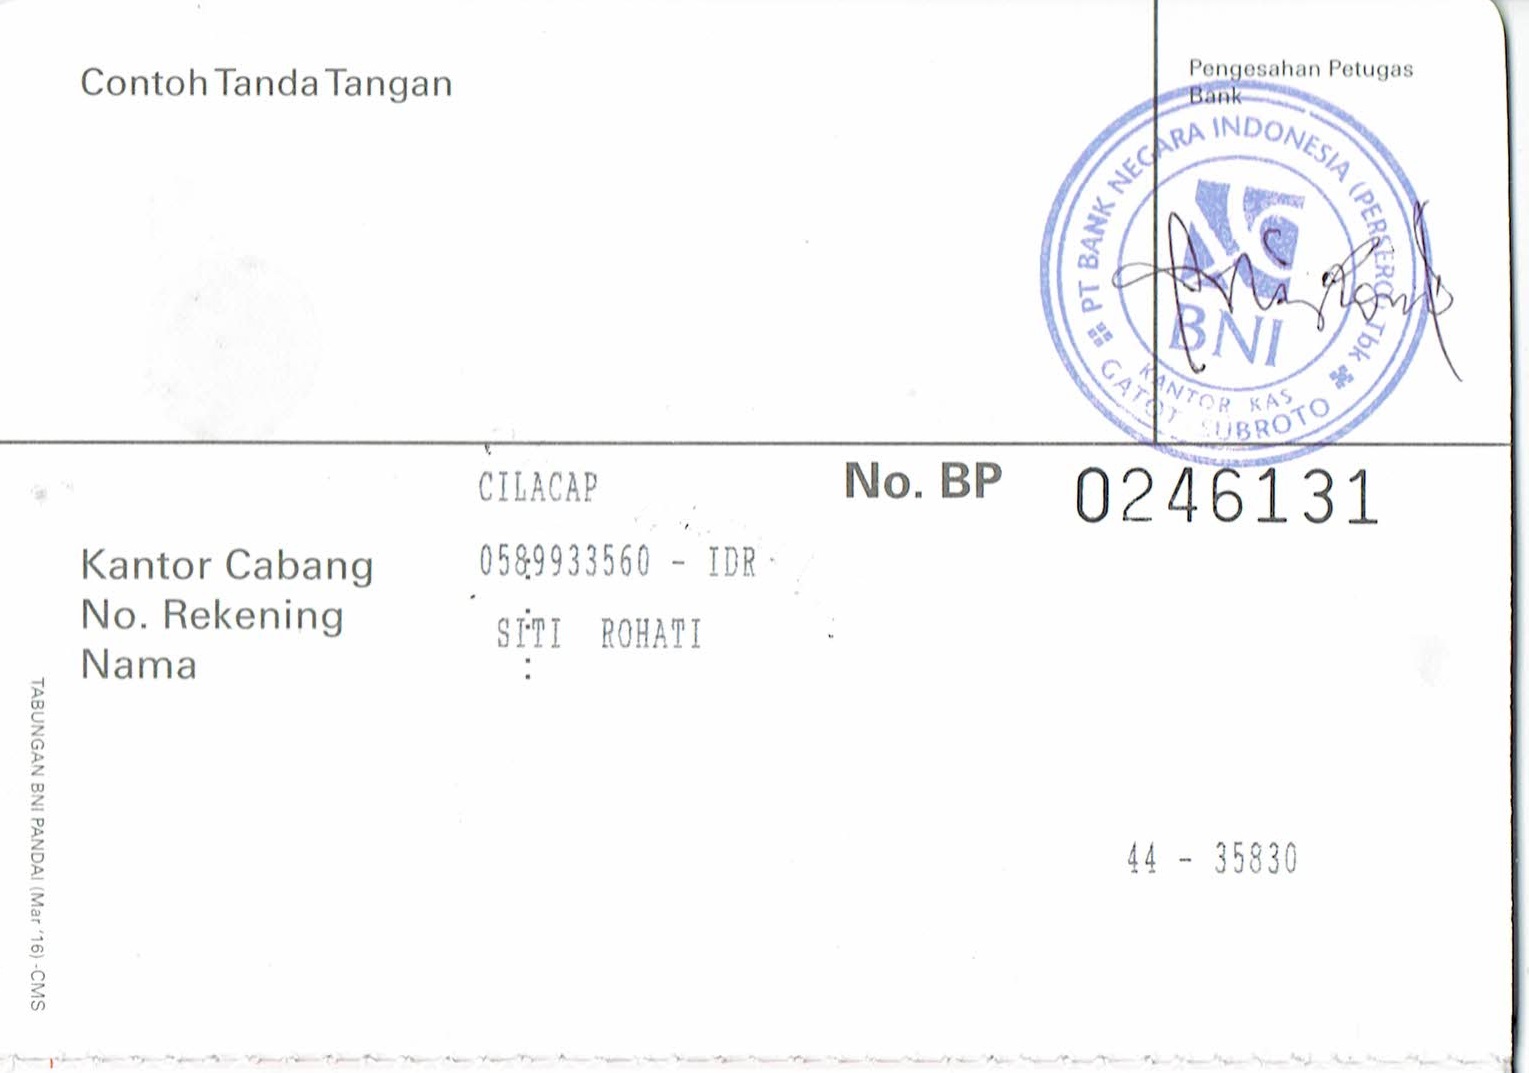 Contoh Tanda Tangan
Pengesahan Petugas
Bank
PT BANK NEGARA INDONESIA (PERSERO) Tbk
BNI
KANTOR KAS
GATOT SUBROTO
CILACAP
No. BP 0246131
Kantor Cabang : 0589933560 - IDR
No. Rekening : SITI ROHATI
Nama :
44 - 35830
TABUNGAN BNI PANDAI (Mar '16) -CMS